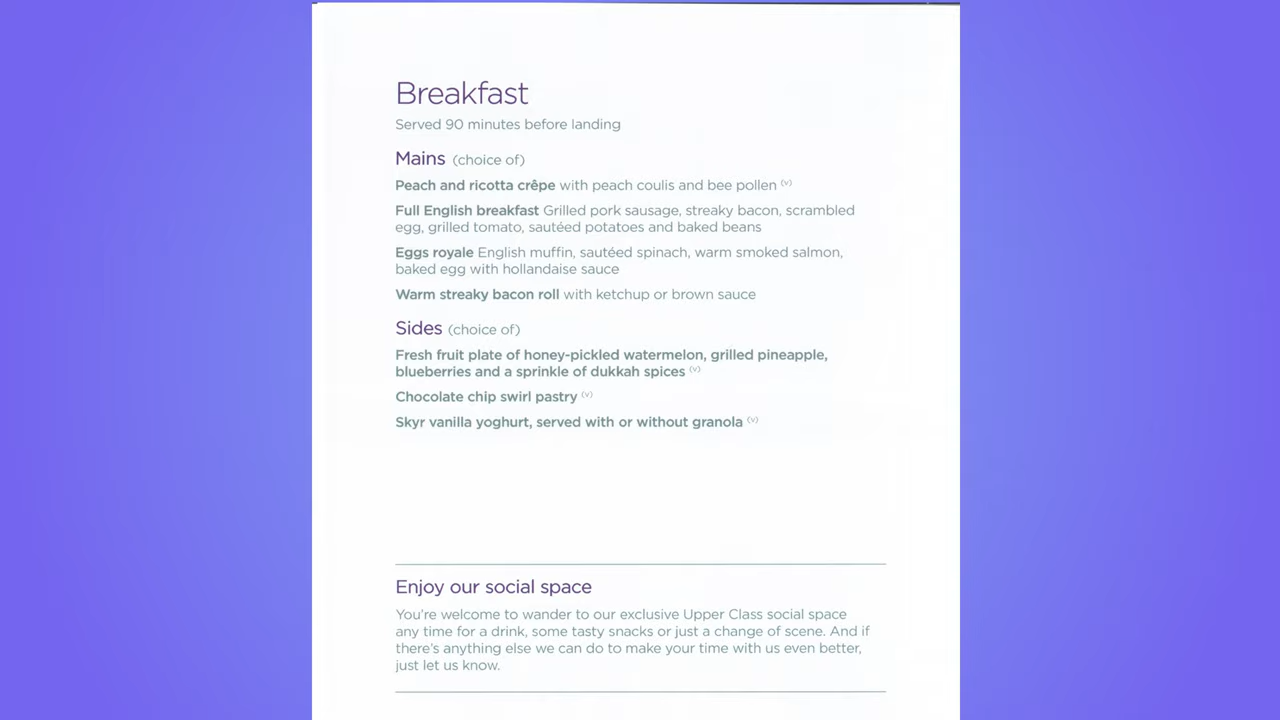 Breakfast
Served 90 minutes before landing
Mains (choice of)
Peach and ricotta crêpe with peach coulis and bee pollen (v)
Full English breakfast Grilled pork sausage, streaky bacon, scrambled
egg, grilled tomato, sautéed potatoes and baked beans
Eggs royale English muffin, sautéed spinach, warm smoked salmon,
baked egg with hollandaise sauce
Warm streaky bacon roll with ketchup or brown sauce
Sides (choice of)
Fresh fruit plate of honey-pickled watermelon, grilled pineapple,
blueberries and a sprinkle of dukkah spices (v)
Chocolate chip swirl pastry (v)
Skyr vanilla yoghurt, served with or without granola (v)
Enjoy our social space
You're welcome to wander to our exclusive Upper Class social space
any time for a drink, some tasty snacks or just a change of scene. And if
there's anything else we can do to make your time with us even better,
just let us know.